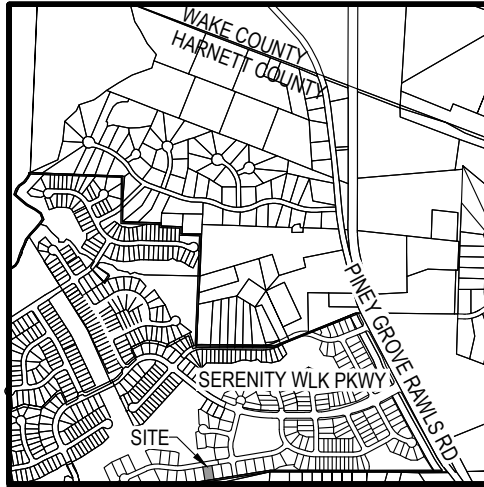 WAKE COUNTY
HARNETT COUNTY
PINEY GROVE RAWLS RD
SERENITY WLK PKWY
SITE